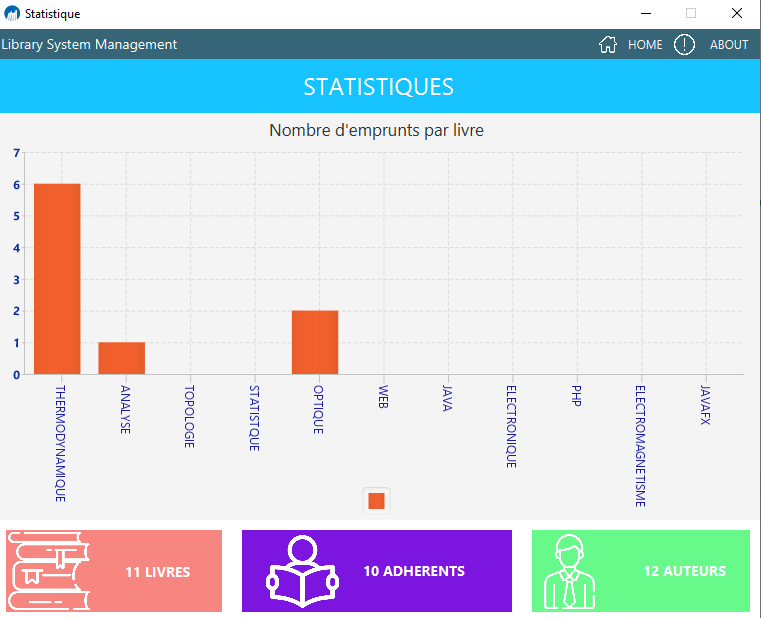 Statistique
Library System Management
HOME
ABOUT
STATISTIQUES
Nombre d'emprunts par livre
7
6
5
4
3
2
1
0
THERMODYNAMIQUE
ANALYSE
TOPOLOGIE
STATISTQUE
OPTIQUE
WEB
JAVA
ELECTRONIQUE
PHP
ELECTROMAGNETISME
JAVAFX
11 LIVRES
10 ADHERENTS
12 AUTEURS